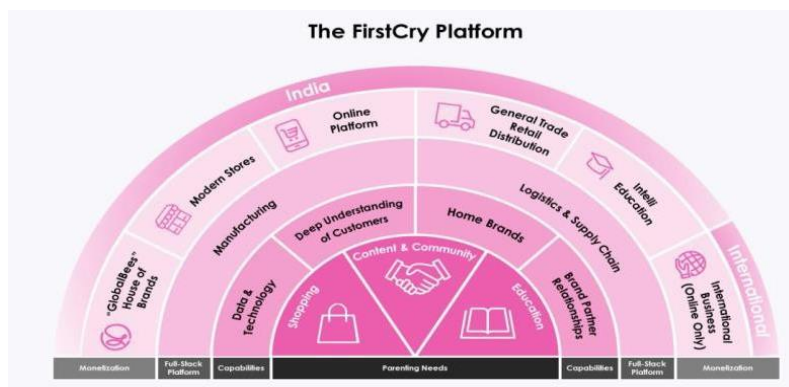 The FirstCry Platform
India
International
"GlobalBees"
House of
Brands
Modern Stores
Online
Platform
General Trade
Retail
Distribution
Intelli
Education
International
Business
(Online Only)
Manufacturing
Logistics & Supply Chain
Data &
Technology
Deep Understanding
of Customers
Home Brands
Brand Partner
Relationships
Shopping
Content & Community
Education
Monetization
Full-Stack
Platform
Capabilities
Parenting Needs
Capabilities
Full-Stack
Platform
Monetization